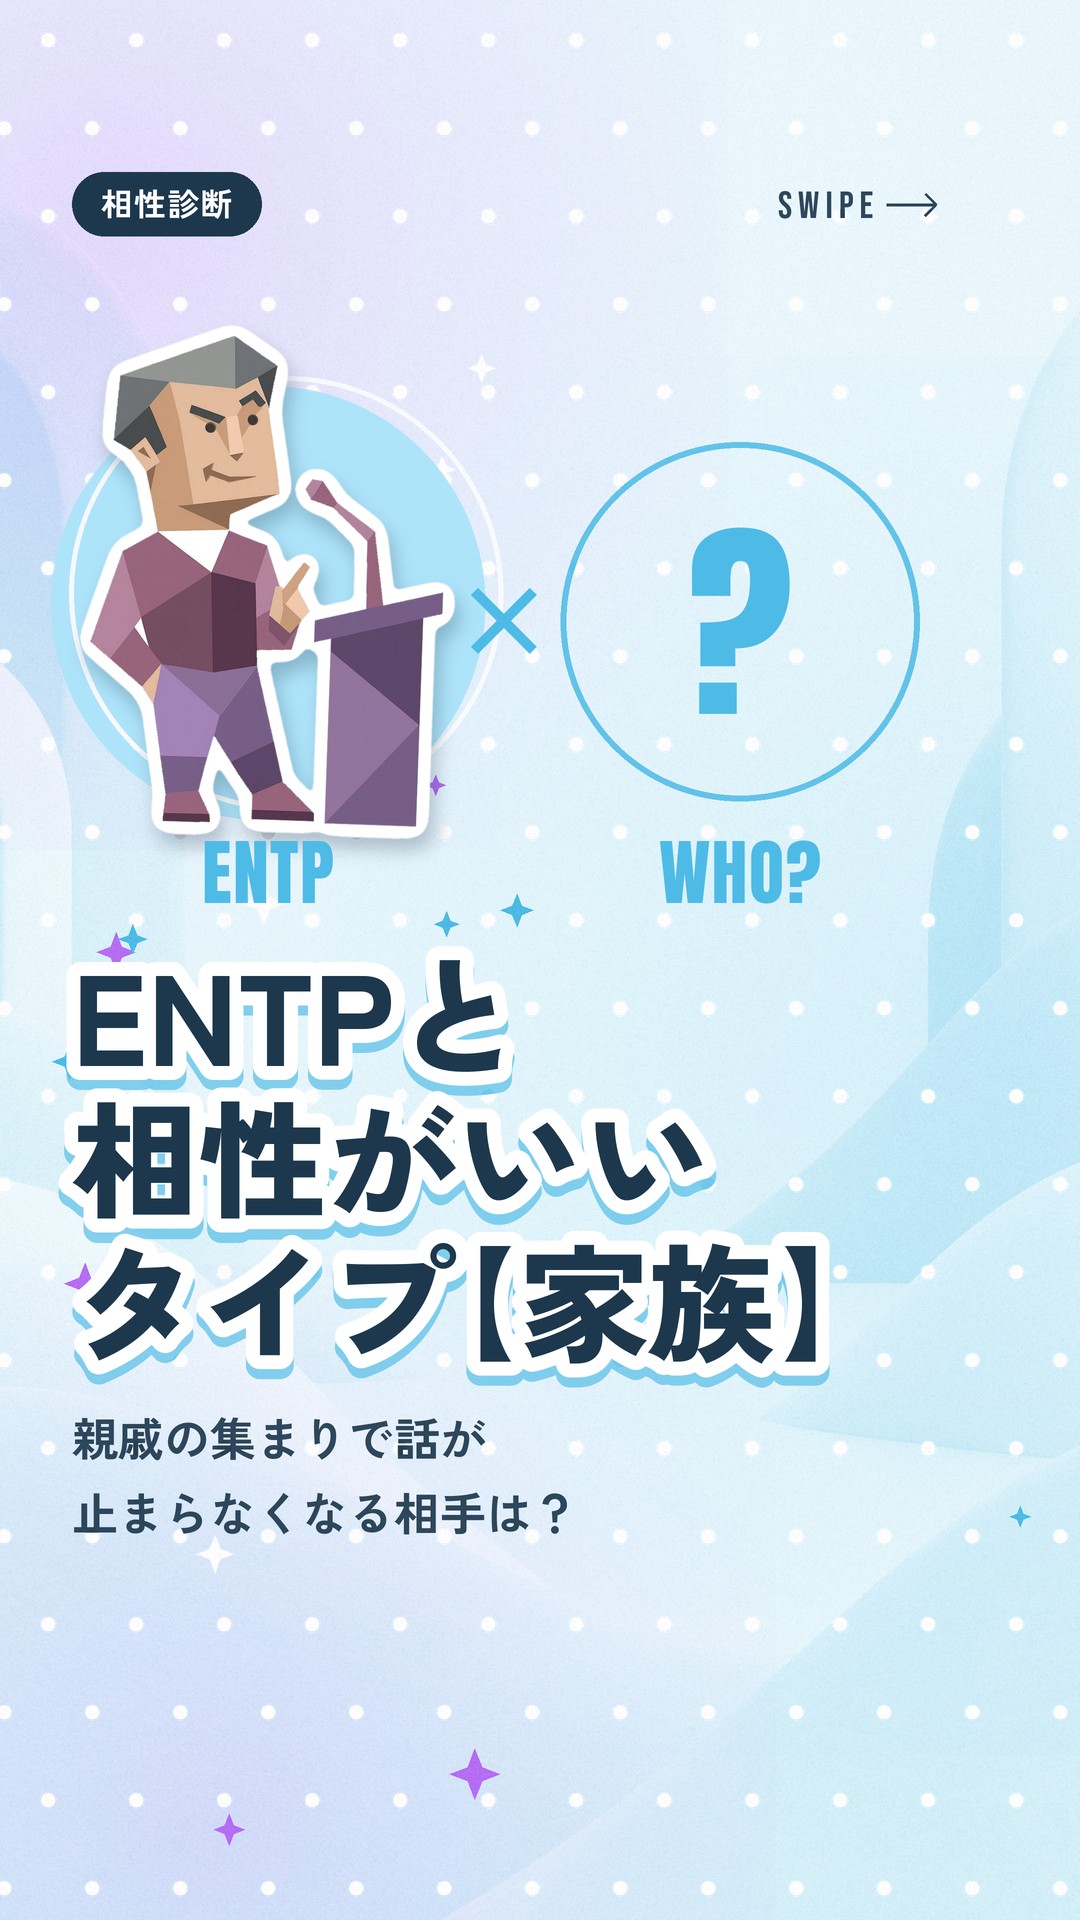 相性診断
SWIPE →
ENTP
×
?
WHO?
ENTPと
相性がいい
タイプ【家族】
親戚の集まりで話が
止まらなくなる相手は？